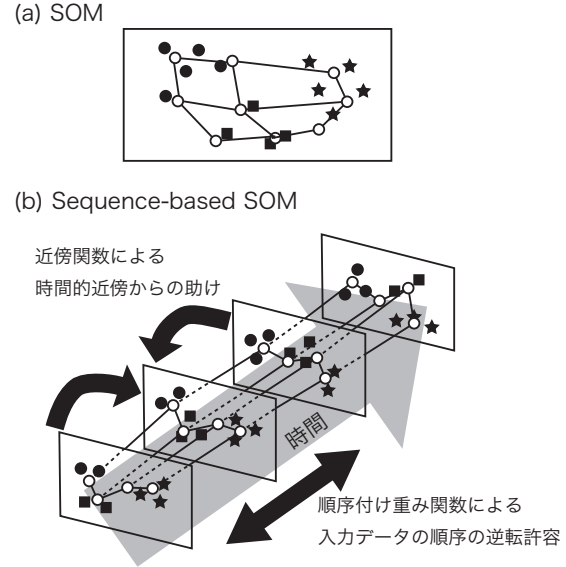 (a) SOM
(b) Sequence-based SOM
近傍関数による
時間的近傍からの助け
時間
順序付け重み関数による
入力データの順序の逆転許容